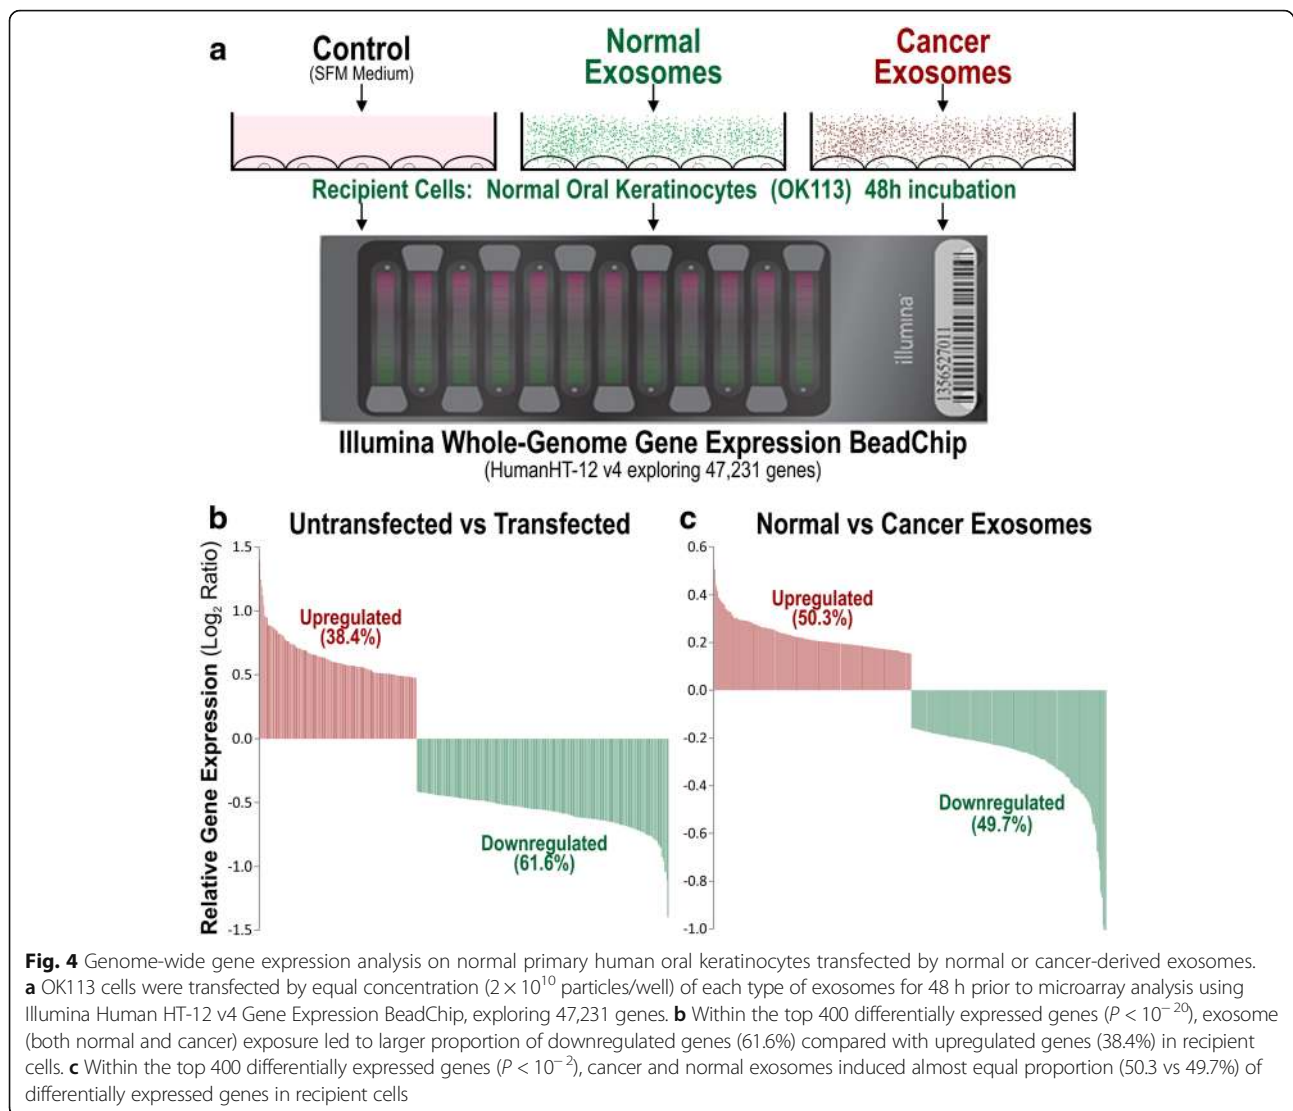 a
Control
(SFM Medium)
Normal
Exosomes
Cancer
Exosomes
Recipient Cells: Normal Oral Keratinocytes (OK113) 48h incubation
illumina
1356527011
Illumina Whole-Genome Gene Expression BeadChip
(HumanHT-12 v4 exploring 47,231 genes)
b
Untransfected vs Transfected
Relative Gene Expression (Log₂ Ratio)
1.5
1.0
0.5
0.0
-0.5
-1.0
-1.5
Upregulated
(38.4%)
Downregulated
(61.6%)
c
Normal vs Cancer Exosomes
0.6
0.4
0.2
0.0
-0.2
-0.4
-0.6
-0.8
-1.0
Upregulated
(50.3%)
Downregulated
(49.7%)
Fig. 4 Genome-wide gene expression analysis on normal primary human oral keratinocytes transfected by normal or cancer-derived exosomes.
a OK113 cells were transfected by equal concentration (2 × 10¹⁰ particles/well) of each type of exosomes for 48 h prior to microarray analysis using
Illumina Human HT-12 v4 Gene Expression BeadChip, exploring 47,231 genes. b Within the top 400 differentially expressed genes (P < 10⁻²⁰), exosome
(both normal and cancer) exposure led to larger proportion of downregulated genes (61.6%) compared with upregulated genes (38.4%) in recipient
cells. c Within the top 400 differentially expressed genes (P < 10⁻²), cancer and normal exosomes induced almost equal proportion (50.3 vs 49.7%) of
differentially expressed genes in recipient cells